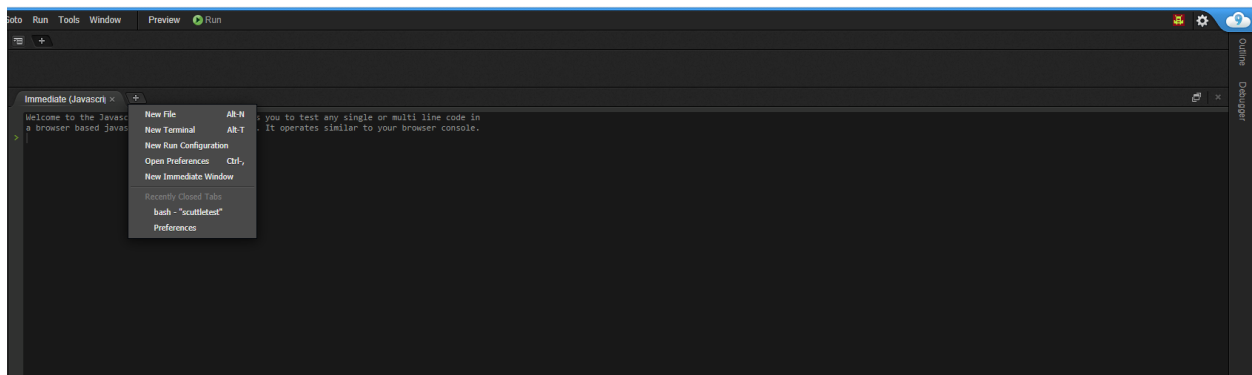 Goto Run Tools Window Preview Run
9
+
Outline
Debugger
Immediate (Javascri × +
Welcome to the Javasc s you to test any single or multi line code in
a browser based javas . It operates similar to your browser console.
>
New File Alt-N
New Terminal Alt-T
New Run Configuration
Open Preferences Ctrl-,
New Immediate Window
Recently Closed Tabs
bash - "scuttletest"
Preferences